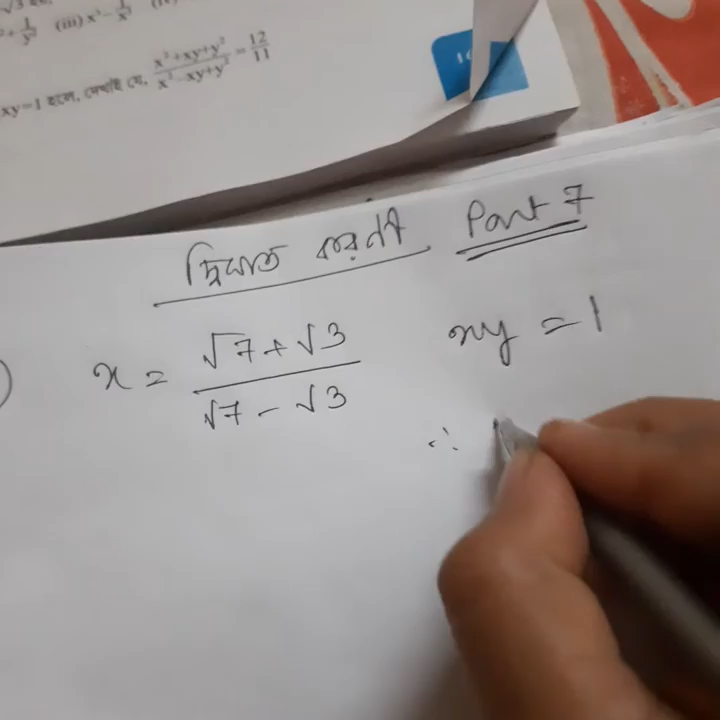 (iii) x³ - 1/x³
xy=1 হলে, দেখাই যে, (x²+xy+y²)/(x²-xy+y²) = 12/11
দ্বিঘাত করণী Part 7
x = (√7 + √3)/(√7 - √3) xy = 1
∴